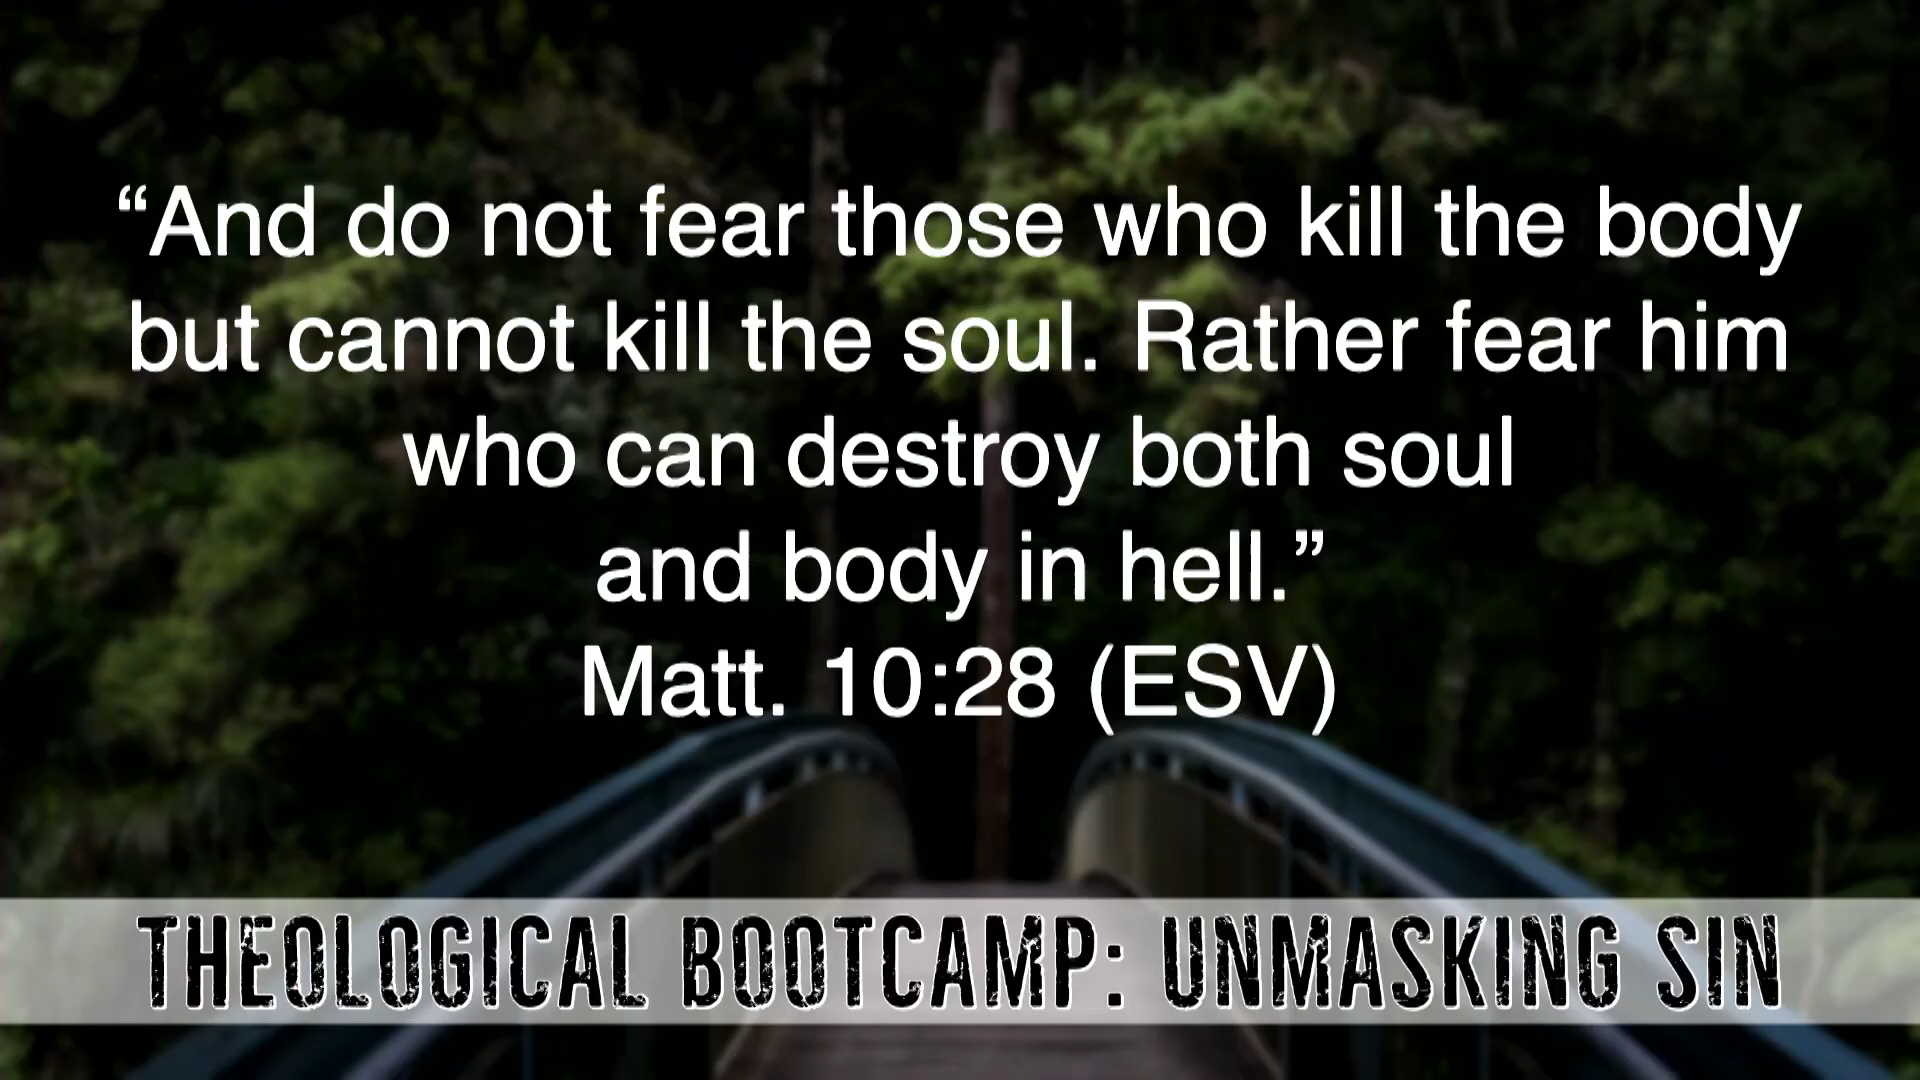 “And do not fear those who kill the body
but cannot kill the soul. Rather fear him
who can destroy both soul
and body in hell.”
Matt. 10:28 (ESV)
THEOLOGICAL BOOTCAMP: UNMASKING SIN